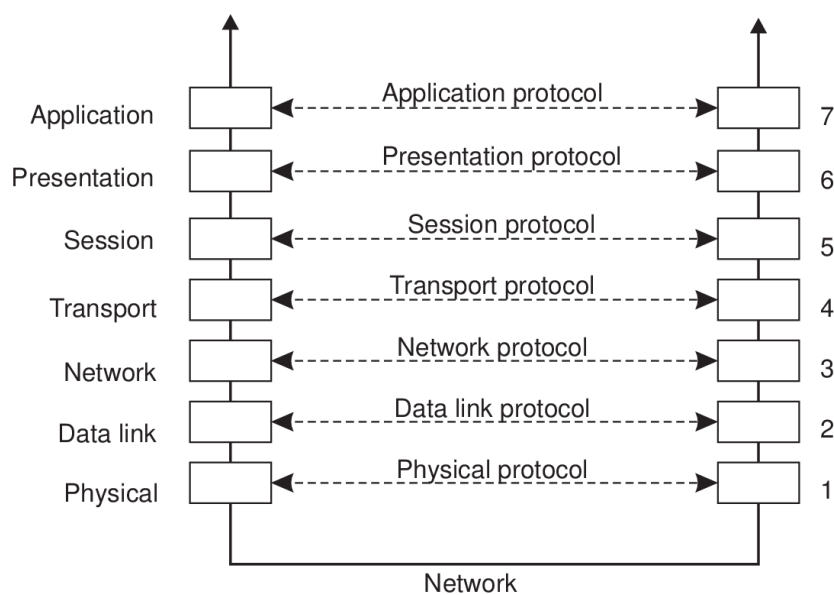 Application Application protocol 7
Presentation Presentation protocol 6
Session Session protocol 5
Transport Transport protocol 4
Network Network protocol 3
Data link Data link protocol 2
Physical Physical protocol 1
Network